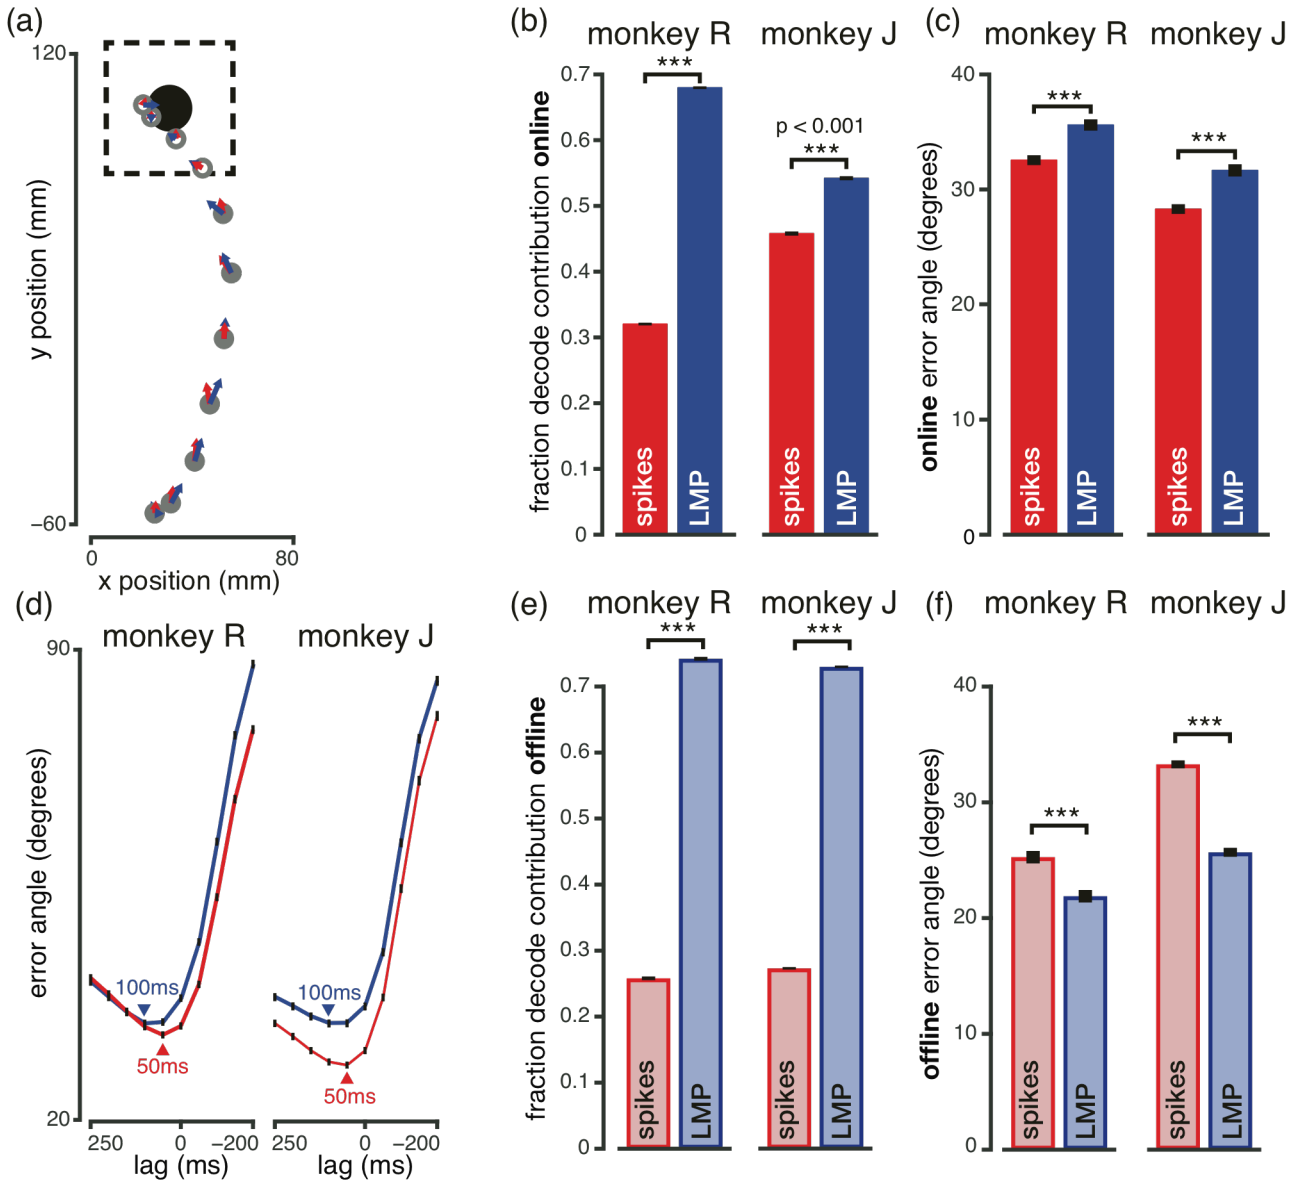 (a)
120
y position (mm)
−60
0 80
x position (mm)
(b)
monkey R monkey J
fraction decode contribution online
0.7
0.6
0.5
0.4
0.3
0.2
0.1
0
***
p < 0.001
***
spikes LMP spikes LMP
(c)
monkey R monkey J
online error angle (degrees)
40
30
20
10
0
*** ***
spikes LMP spikes LMP
(d)
monkey R monkey J
90
error angle (degrees)
20
100ms
50ms
100ms
50ms
250 0 −200 250 0 −200
lag (ms) lag (ms)
(e)
monkey R monkey J
fraction decode contribution offline
*** ***
0.7
0.6
0.5
0.4
0.3
0.2
0.1
0
spikes LMP spikes LMP
(f)
monkey R monkey J
offline error angle (degrees)
40
30
20
10
0
*** ***
spikes LMP spikes LMP